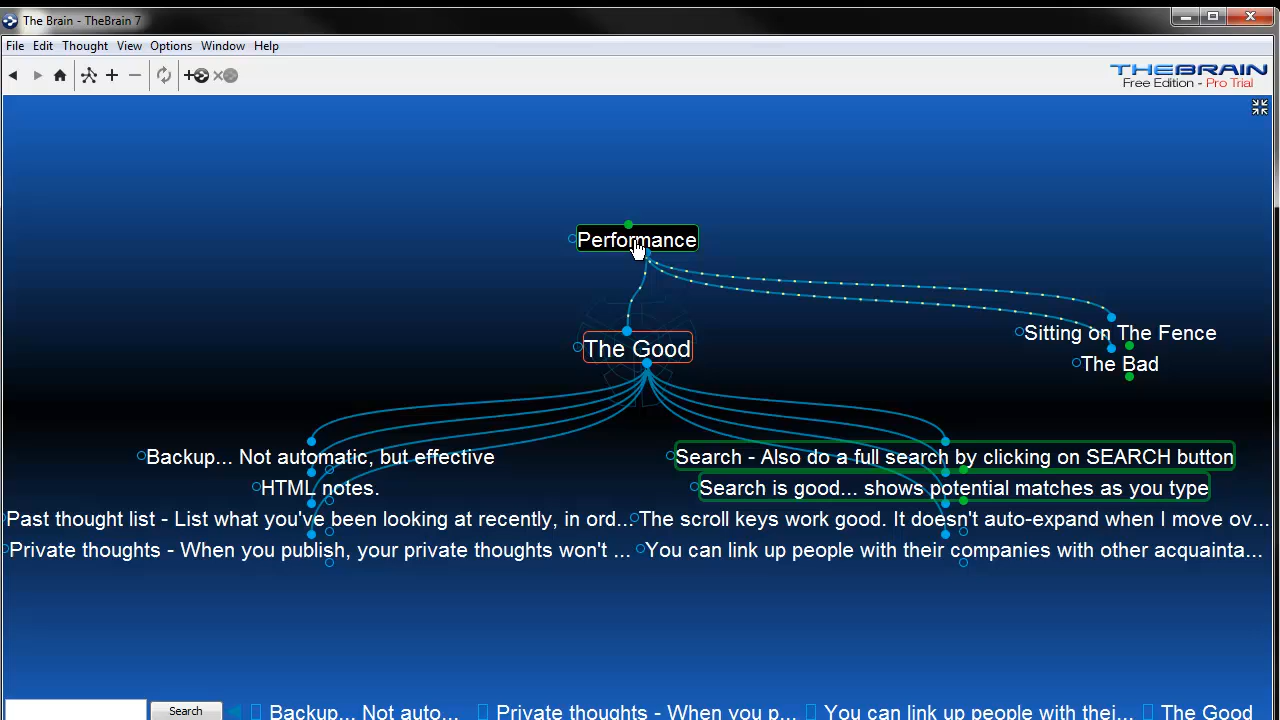 The Brain - TheBrain 7
File Edit Thought View Options Window Help
THEBRAIN
Free Edition - Pro Trial
Performance
Sitting on The Fence
The Good
The Bad
Backup... Not automatic, but effective
Search - Also do a full search by clicking on SEARCH button
HTML notes.
Search is good... shows potential matches as you type
Past thought list - List what you've been looking at recently, in ord...
The scroll keys work good. It doesn't auto-expand when I move ov...
Private thoughts - When you publish, your private thoughts won't ...
You can link up people with their companies with other acquainta...
Search
Backup... Not auto...
Private thoughts - When you p...
You can link up people with thei...
The Good